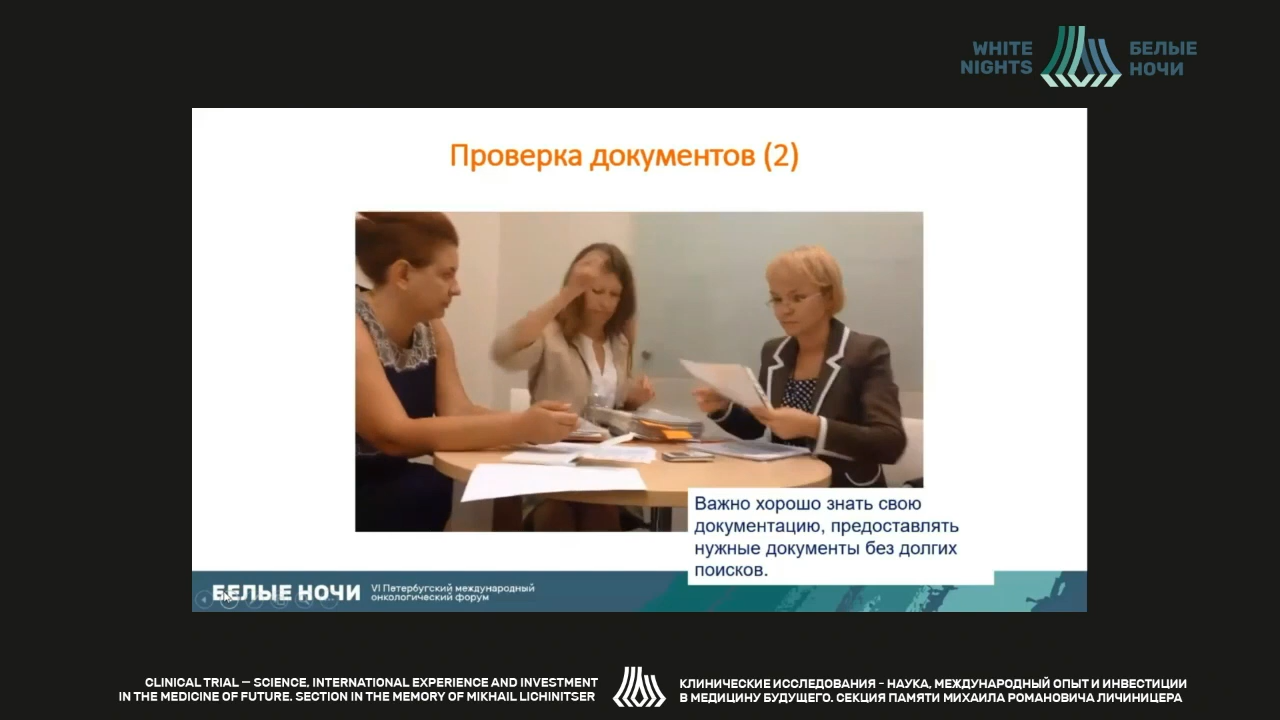 WHITE
NIGHTS
БЕЛЫЕ
НОЧИ
Проверка документов (2)
Важно хорошо знать свою
документацию, предоставлять
нужные документы без долгих
поисков.
БЕЛЫЕ НОЧИ
VI Петербугский международный
онкологический форум
CLINICAL TRIAL – SCIENCE, INTERNATIONAL EXPERIENCE AND INVESTMENT
IN THE MEDICINE OF FUTURE. SECTION IN THE MEMORY OF MIKHAIL LICHINITSER
КЛИНИЧЕСКИЕ ИССЛЕДОВАНИЯ - НАУКА, МЕЖДУНАРОДНЫЙ ОПЫТ И ИНВЕСТИЦИИ
В МЕДИЦИНУ БУДУЩЕГО. СЕКЦИЯ ПАМЯТИ МИХАИЛА РОМАНОВИЧА ЛИЧИНИЦЕРА